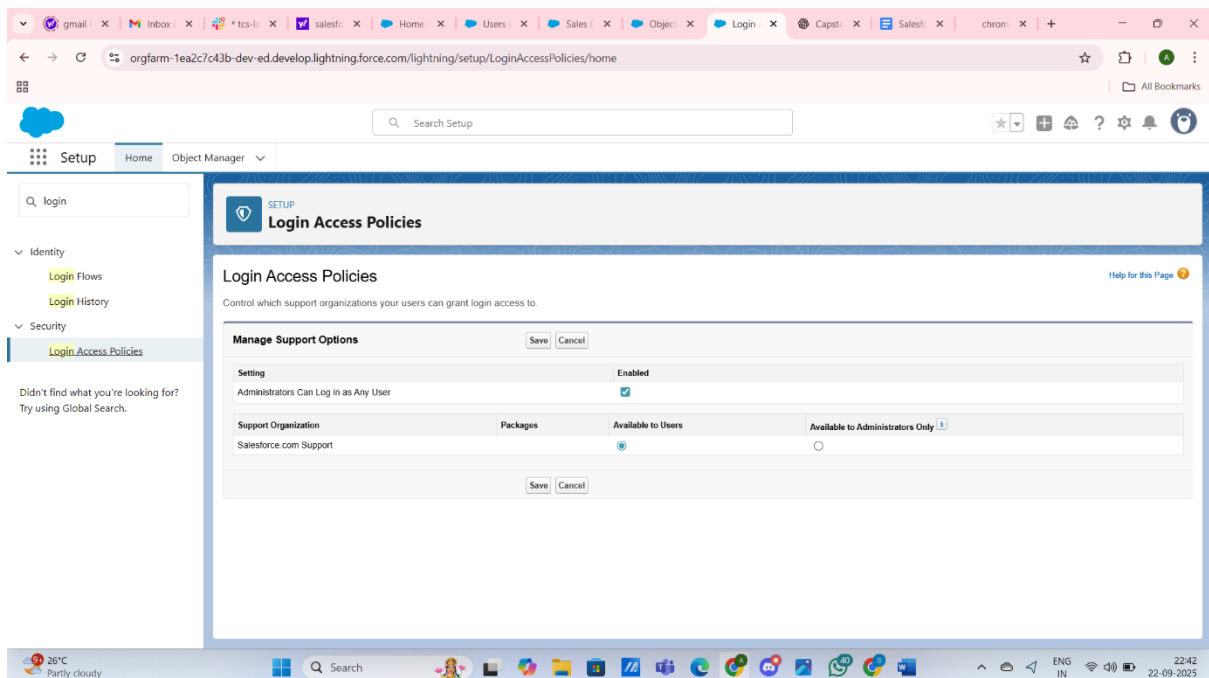 gmail Inbox ( * tcs-la salesfo Home Users | Sales C Object Login A Capsto Salesfo chrom
orgfarm-1ea2c7c43b-dev-ed.develop.lightning.force.com/lightning/setup/LoginAccessPolicies/home
All Bookmarks
Search Setup
Setup Home Object Manager
login
SETUP
Login Access Policies
Identity
Login Flows
Login History
Security
Login Access Policies
Didn't find what you're looking for?
Try using Global Search.
Login Access Policies
Help for this Page
Control which support organizations your users can grant login access to.
Manage Support Options Save Cancel
Setting Enabled
Administrators Can Log in as Any User
Support Organization Packages Available to Users Available to Administrators Only i
Salesforce.com Support
Save Cancel
26°C
Partly cloudy
Search
ENG
IN
22:42
22-09-2025